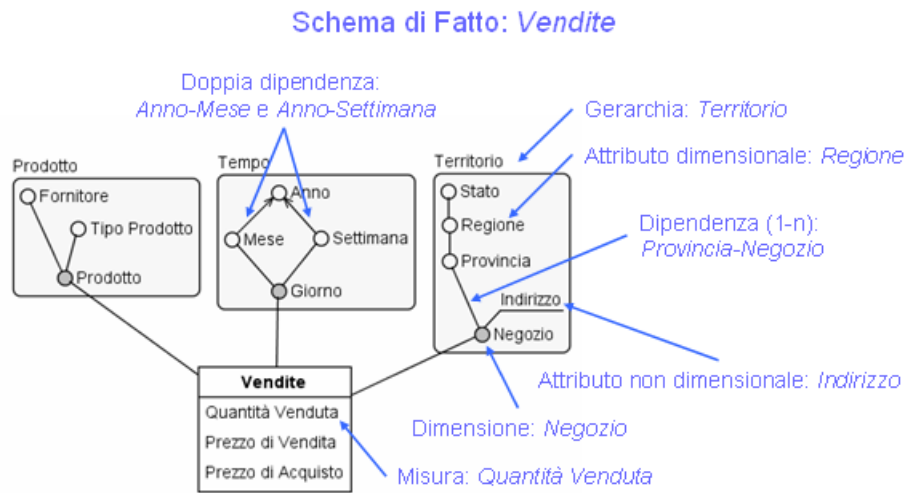 Schema di Fatto: Vendite
Doppia dipendenza:
Anno-Mese e Anno-Settimana
Gerarchia: Territorio
Attributo dimensionale: Regione
Dipendenza (1-n):
Provincia-Negozio
Prodotto
Fornitore
Tipo Prodotto
Prodotto
Tempo
Anno
Mese
Settimana
Giorno
Territorio
Stato
Regione
Provincia
Indirizzo
Negozio
Attributo non dimensionale: Indirizzo
Dimensione: Negozio
Misura: Quantità Venduta
Vendite
Quantità Venduta
Prezzo di Vendita
Prezzo di Acquisto